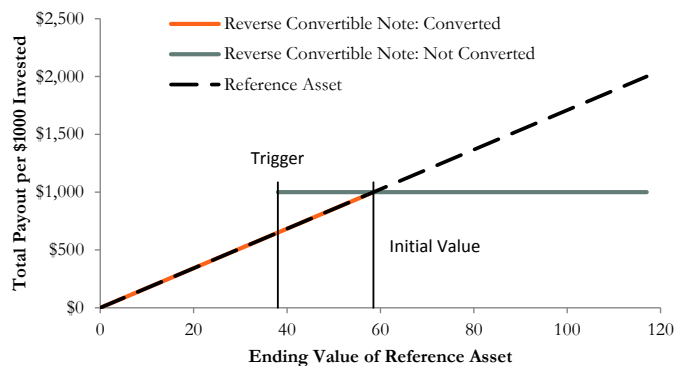 $2,500
$2,000
$1,500
$1,000
$500
$0
Total Payout per $1000 Invested
Reverse Convertible Note: Converted
Reverse Convertible Note: Not Converted
Reference Asset
Trigger
Initial Value
0 20 40 60 80 100 120
Ending Value of Reference Asset